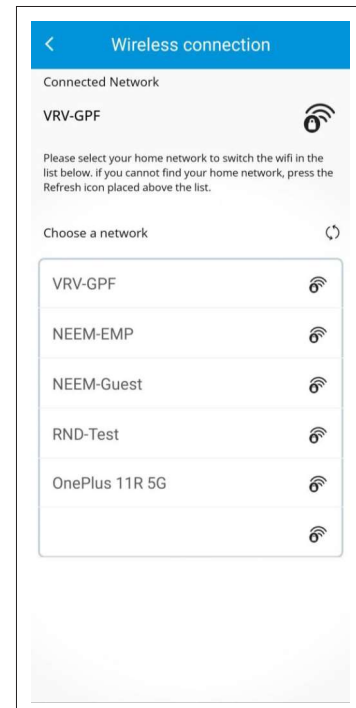 Wireless connection
Connected Network
VRV-GPF
Please select your home network to switch the wifi in the
list below. if you cannot find your home network, press the
Refresh icon placed above the list.
Choose a network
VRV-GPF
NEEM-EMP
NEEM-Guest
RND-Test
OnePlus 11R 5G